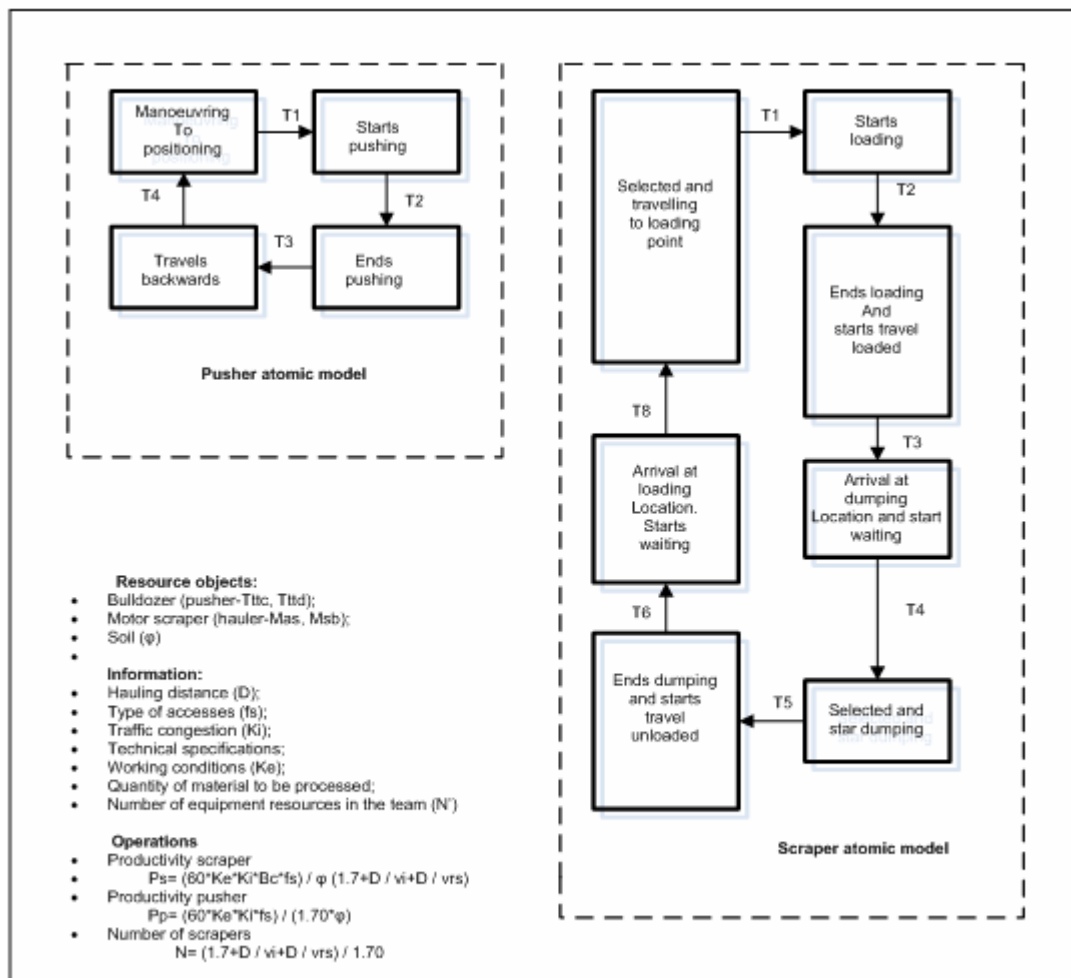 Manoeuvring
To
positioning
T1
Starts
pushing
T2
Ends
pushing
T3
Travels
backwards
T4
Pusher atomic model
Selected and
travelling
to loading
point
T1
Starts
loading
T2
Ends loading
And
starts travel
loaded
T3
Arrival at
dumping
Location and start
waiting
T4
Selected and
star dumping
T5
Ends dumping
and starts
travel
unloaded
T6
Arrival at
loading
Location.
Starts
waiting
T8
Scraper atomic model
Resource objects:
• Bulldozer (pusher-Tttc, Tttd);
• Motor scraper (hauler-Mas, Msb);
• Soil (φ)
•
Information:
• Hauling distance (D);
• Type of accesses (fs);
• Traffic congestion (Ki);
• Technical specifications;
• Working conditions (Ke);
• Quantity of material to be processed;
• Number of equipment resources in the team (N')
Operations
• Productivity scraper
• Ps= (60*Ke*Ki*Bc*fs) / φ (1.7+D / vi+D / vrs)
• Productivity pusher
Pp= (60*Ke*Ki*fs) / (1.70*φ)
• Number of scrapers
N= (1.7+D / vi+D / vrs) / 1.70